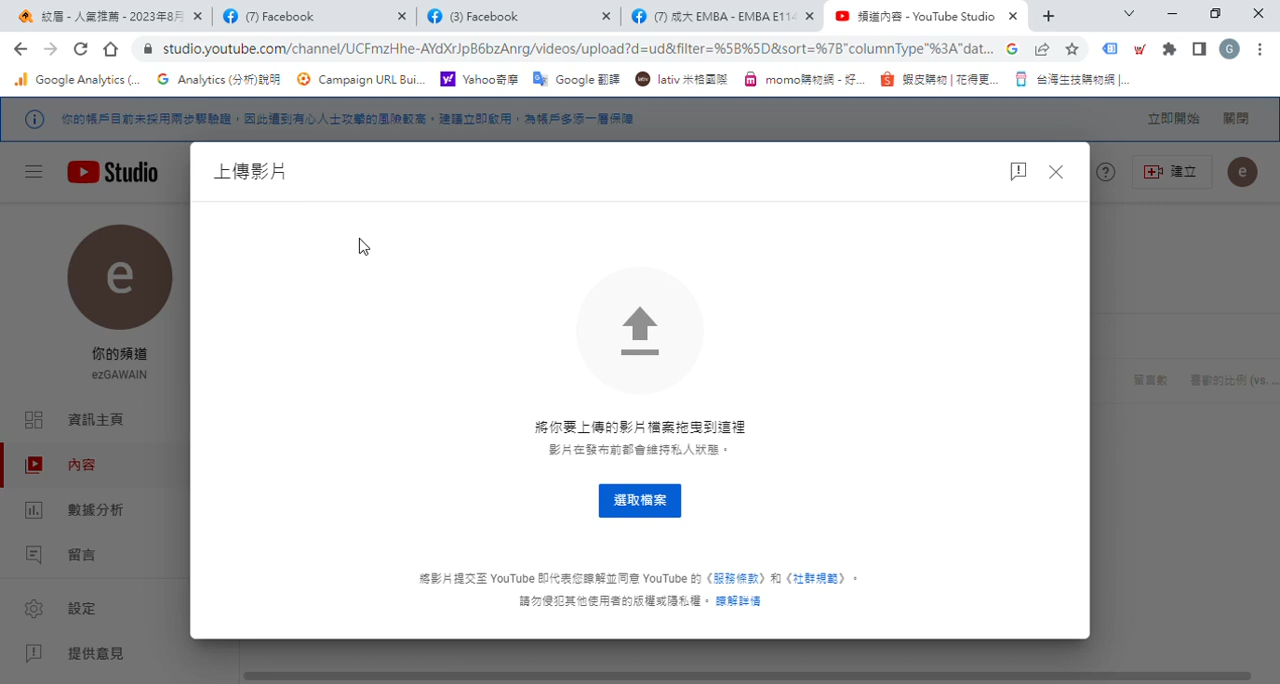 紋眉 - 人氣推薦 - 2023年8月
(7) Facebook
(3) Facebook
(7) 成大 EMBA - EMBA E114
頻道內容 - YouTube Studio
studio.youtube.com/channel/UCFmzHhe-AYdXrJpB6bzAnrg/videos/upload?d=ud&filter=%5B%5D&sort=%7B"columnType"%3A"dat...
G
Google Analytics (...
Analytics (分析)說明
Campaign URL Bui...
Yahoo奇摩
Google 翻譯
lativ 米格國際
momo購物網 - 好...
蝦皮購物 | 花得更...
台海生技購物網 |...
你的帳戶目前未採用兩步驟驗證，因此遭到有心人士攻擊的風險較高。建議立即啟用，為帳戶多添一層保障
立即開始
關閉
Studio
上傳影片
建立
e
e
你的頻道
ezGAWAIN
資訊主頁
內容
數據分析
留言
設定
提供意見
留言數
喜歡的比例 (vs. ...
將你要上傳的影片檔案拖曳到這裡
影片在發布前都會維持私人狀態。
選取檔案
將影片提交至 YouTube 即代表您瞭解並同意 YouTube 的《服務條款》和《社群規範》。
請勿侵犯其他使用者的版權或隱私權。瞭解詳情